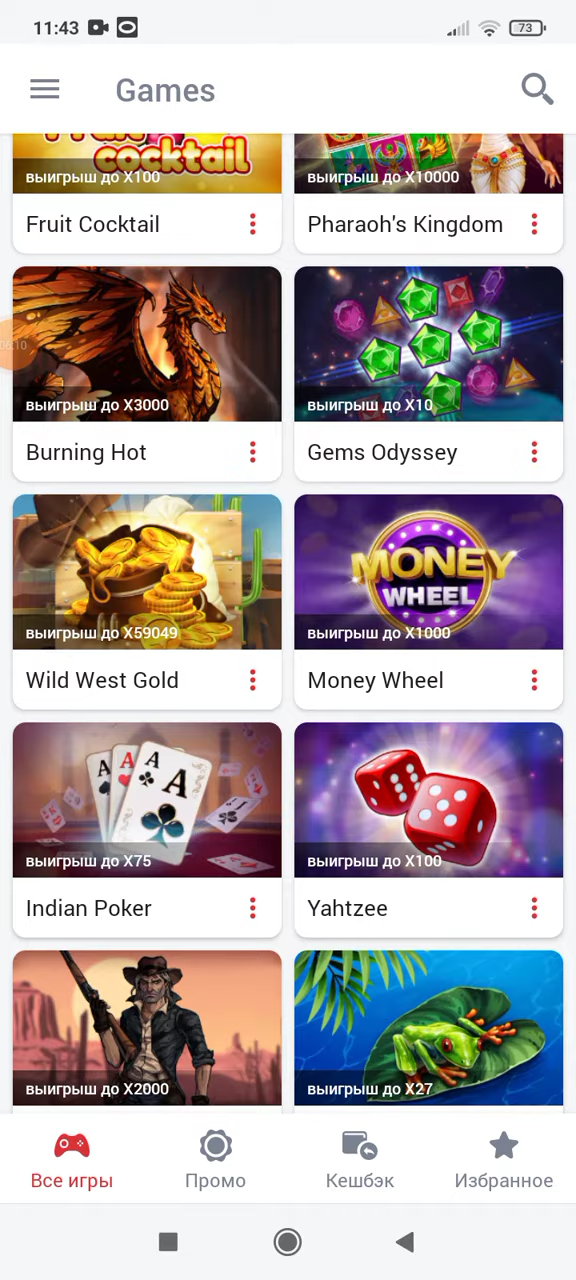 11:43
73
Games
Fruit
cocktail
выигрыш до X100
выигрыш до X10000
Fruit Cocktail
Pharaoh's Kingdom
06:10
выигрыш до X3000
выигрыш до X10
Burning Hot
Gems Odyssey
MONEY
WHEEL
выигрыш до X59049
выигрыш до X1000
Wild West Gold
Money Wheel
A
A
A
A
J
выигрыш до X75
выигрыш до X100
Indian Poker
Yahtzee
выигрыш до X2000
выигрыш до X27
Все игры
Промо
Кешбэк
Избранное